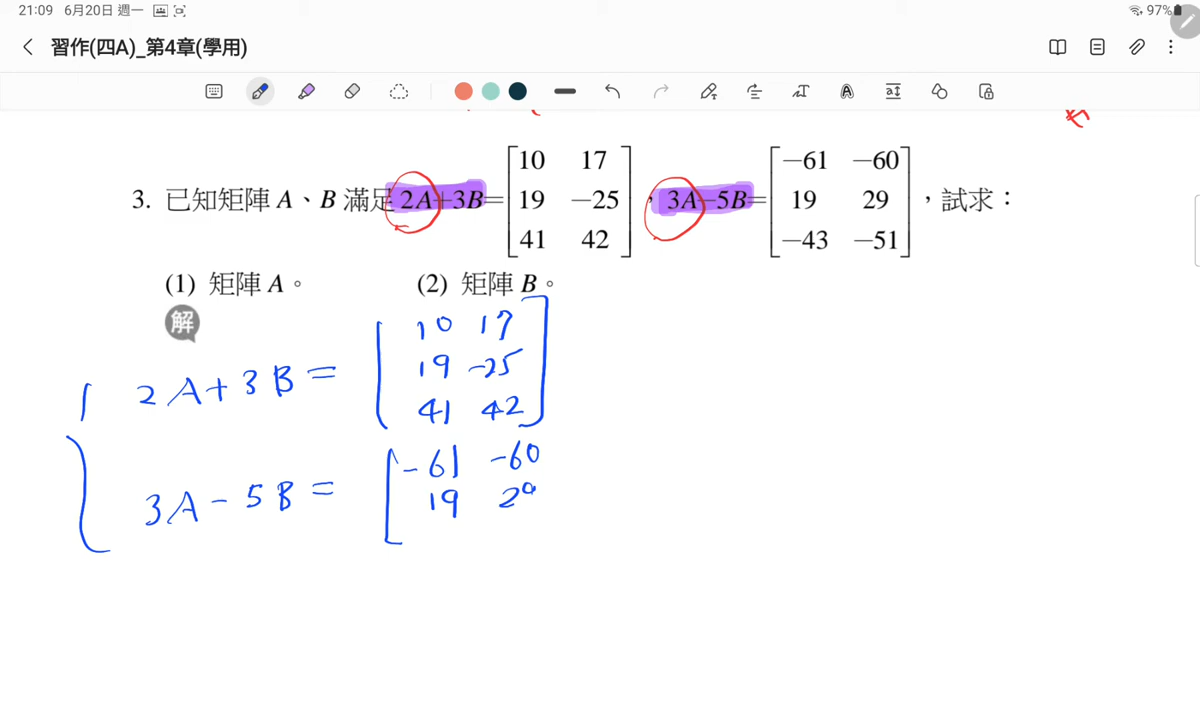 21:09 6月20日 週一 97%
習作(四A)_第4章(學用)
3. 已知矩陣 A、B 滿足 2A+3B= [10 17
19 −25
41 42] , 3A−5B= [−61 −60
19 29
−43 −51] ,試求:
(1) 矩陣 A。 (2) 矩陣 B。
解
2A+3B= [10 17
19 -25
41 42]
3A-5B= [-61 -60
19 29